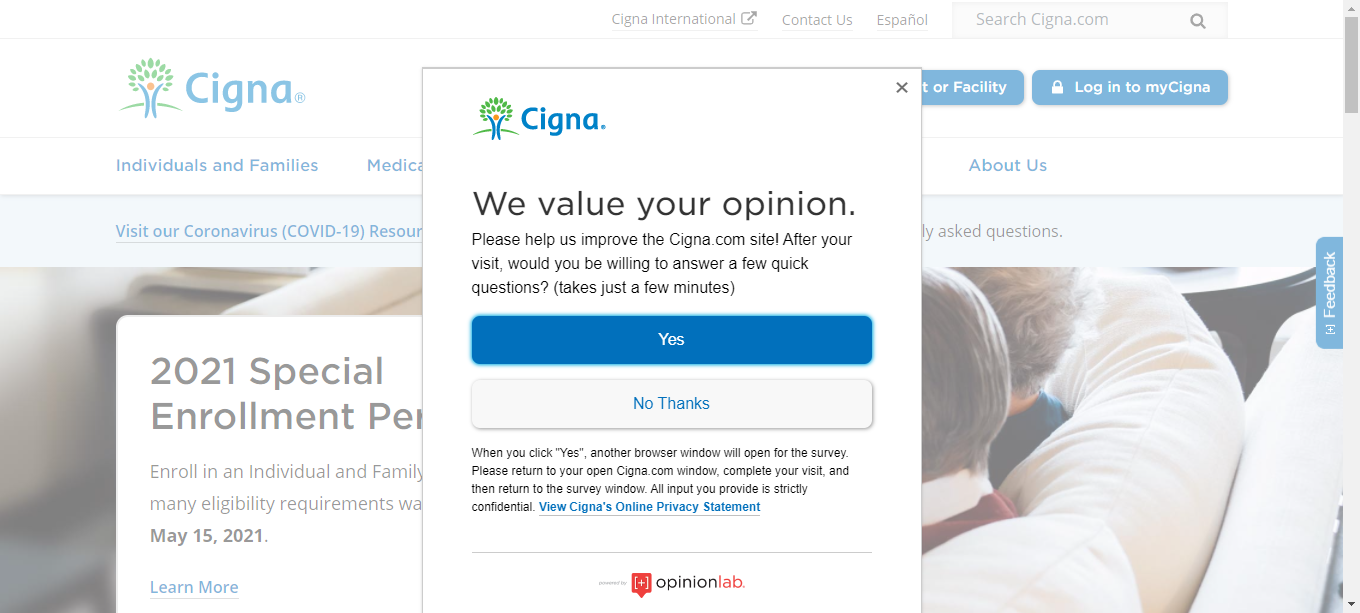 Cigna International
Contact Us
Español
Search Cigna.com
Cigna®
t or Facility
Log in to myCigna
Individuals and Families
Medica
About Us
Visit our Coronavirus (COVID-19) Resour
ly asked questions.
2021 Special
Enrollment Per
Enroll in an Individual and Family
many eligibility requirements wa
May 15, 2021.
Learn More
[+] Feedback
×
Cigna.
We value your opinion.
Please help us improve the Cigna.com site! After your
visit, would you be willing to answer a few quick
questions? (takes just a few minutes)
Yes
No Thanks
When you click "Yes", another browser window will open for the survey.
Please return to your open Cigna.com window, complete your visit, and
then return to the survey window. All input you provide is strictly
confidential. View Cigna's Online Privacy Statement
powered by [+] opinionlab.